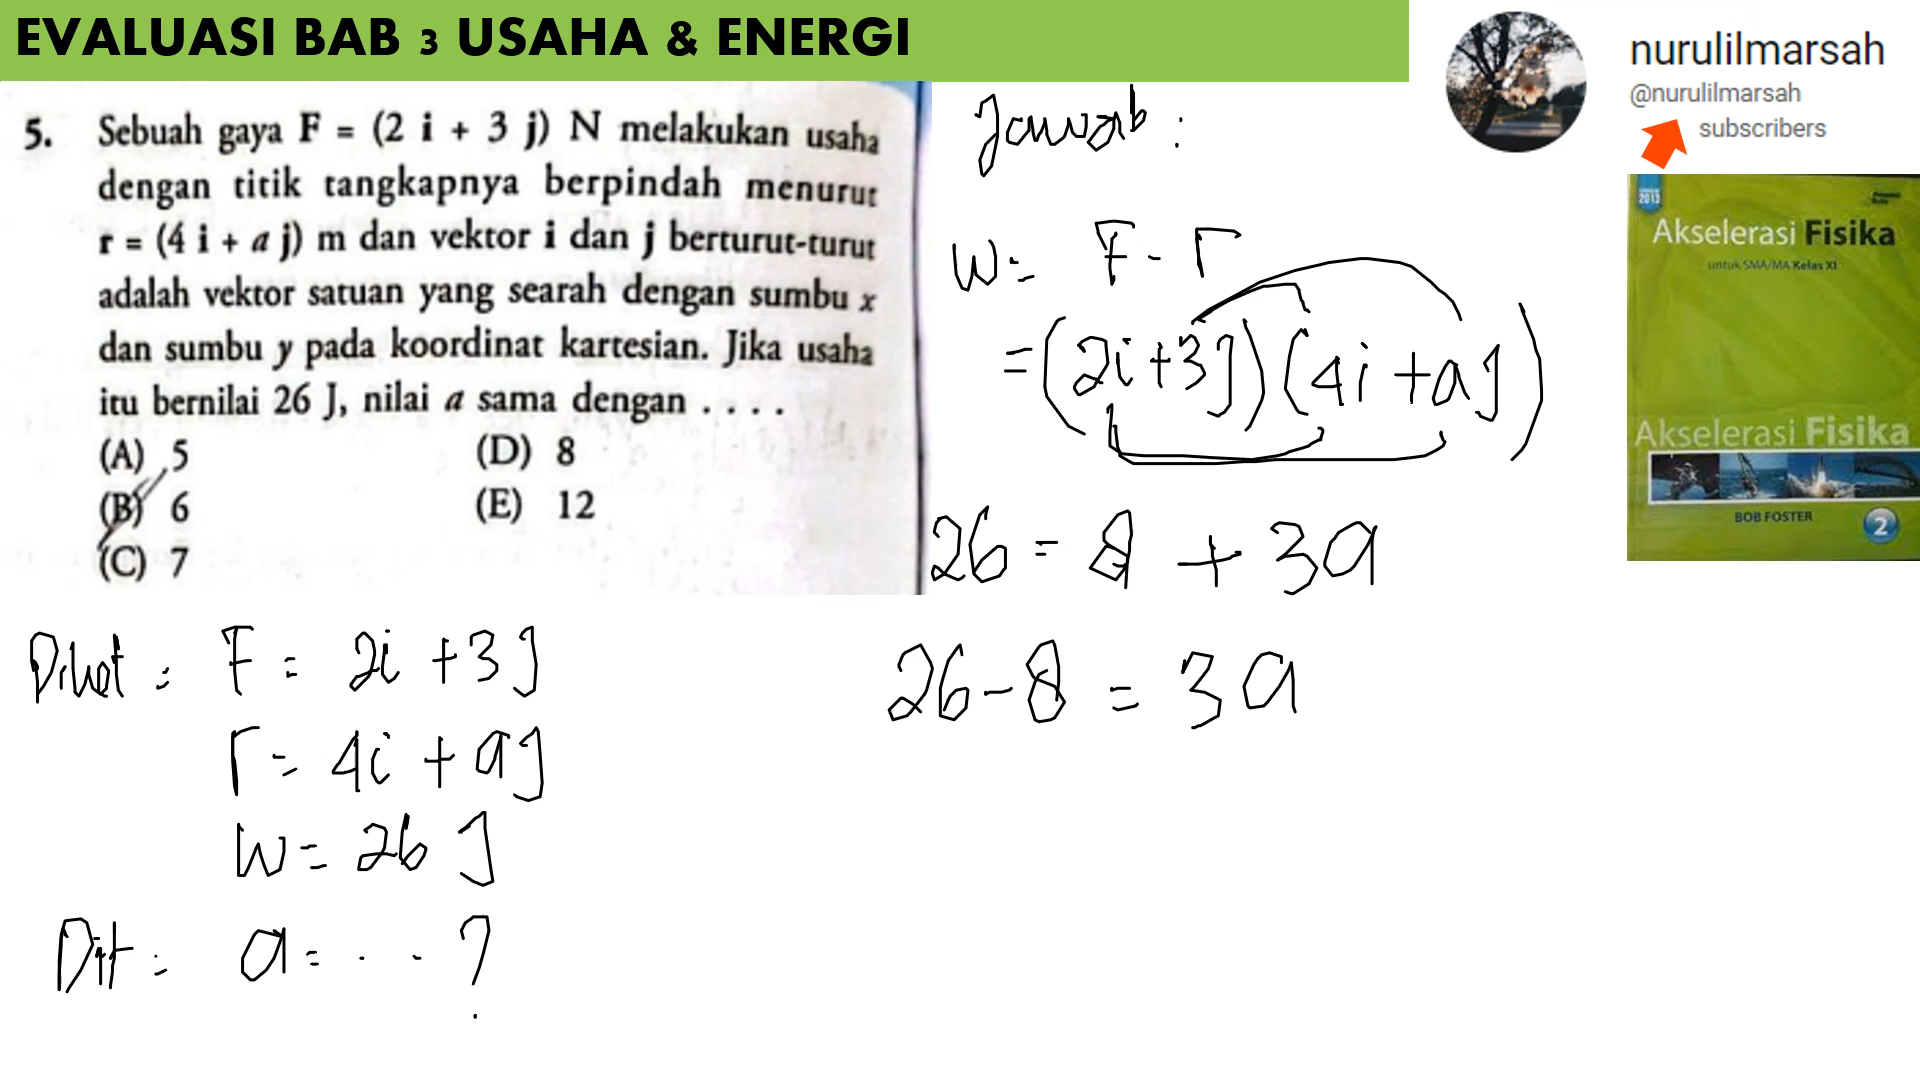 EVALUASI BAB 3 USAHA & ENERGI
5. Sebuah gaya F = (2 i + 3 j) N melakukan usaha
dengan titik tangkapnya berpindah menurut
r = (4 i + a j) m dan vektor i dan j berturut-turut
adalah vektor satuan yang searah dengan sumbu x
dan sumbu y pada koordinat kartesian. Jika usaha
itu bernilai 26 J, nilai a sama dengan . . . .
(A) 5 (D) 8
(B) 6 (E) 12
(C) 7
Diket : F = 2i + 3J
r = 4i + aJ
W = 26 J
Dit : a = . . ?
Jawab :
W = F - r
= (2i + 3J) (4i + aJ)
26 = 8 + 3a
26 - 8 = 3a
nurulilmarsah
@nurulilmarsah
subscribers
2013
Akselerasi Fisika
untuk SMA/MA Kelas XI
Akselerasi Fisika
BOB FOSTER
2